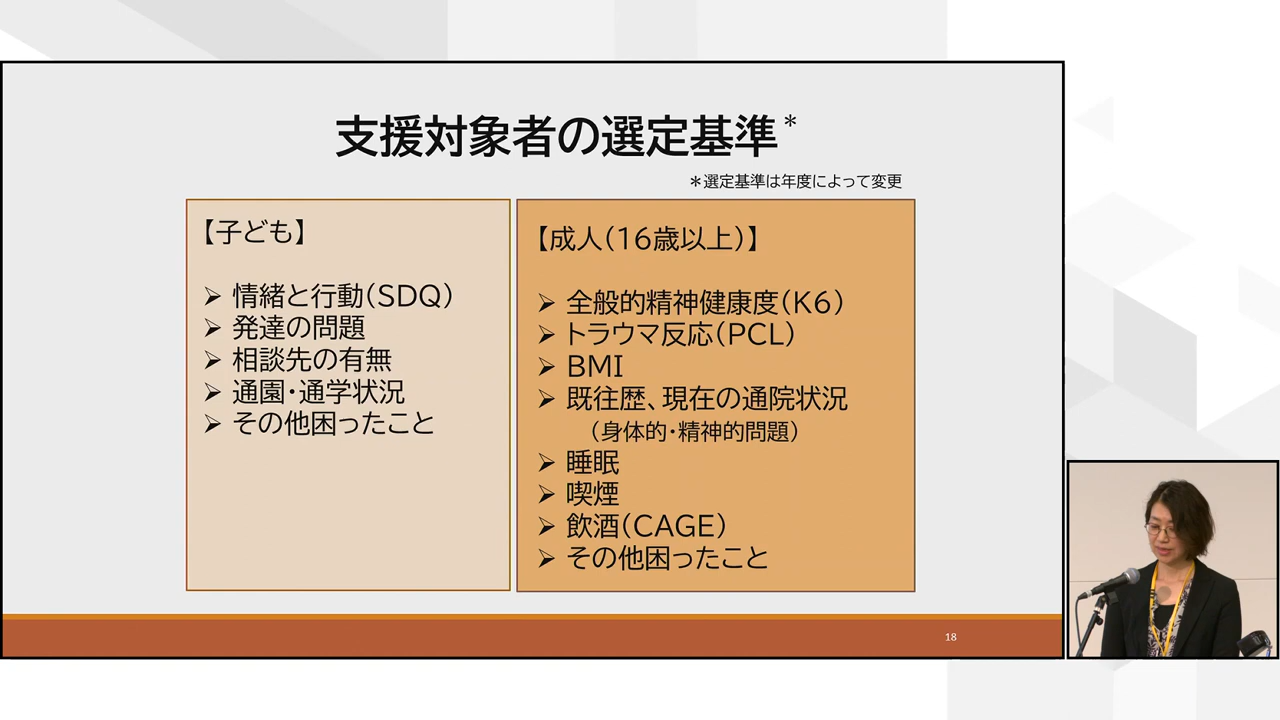 支援対象者の選定基準*
＊選定基準は年度によって変更
【子ども】
➢ 情緒と行動（SDQ）
➢ 発達の問題
➢ 相談先の有無
➢ 通園・通学状況
➢ その他困ったこと
【成人（16歳以上）】
➢ 全般的精神健康度（K6）
➢ トラウマ反応（PCL）
➢ BMI
➢ 既往歴、現在の通院状況
（身体的・精神的問題）
➢ 睡眠
➢ 喫煙
➢ 飲酒（CAGE）
➢ その他困ったこと
18